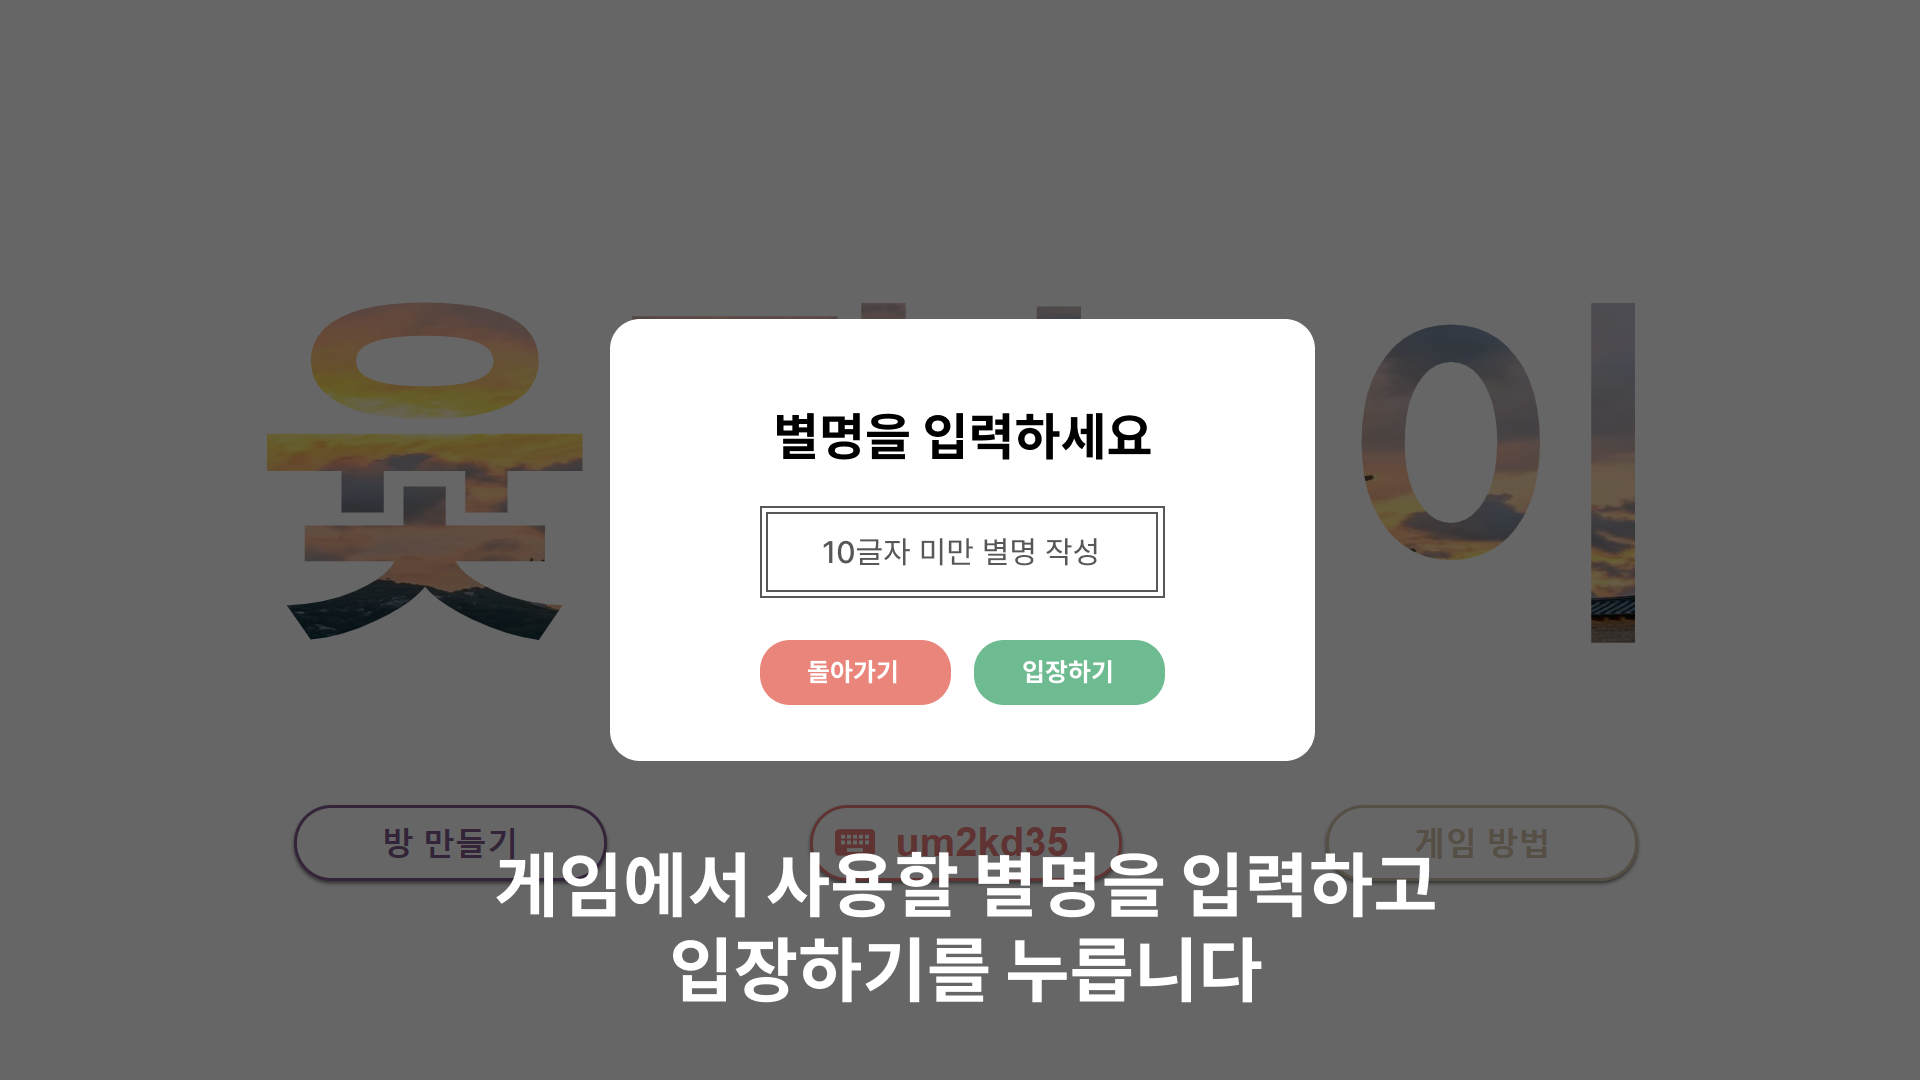 윷
이
별명을 입력하세요
10글자 미만 별명 작성
돌아가기
입장하기
방 만들기
um2kd35
게임 방법
게임에서 사용할 별명을 입력하고
입장하기를 누릅니다